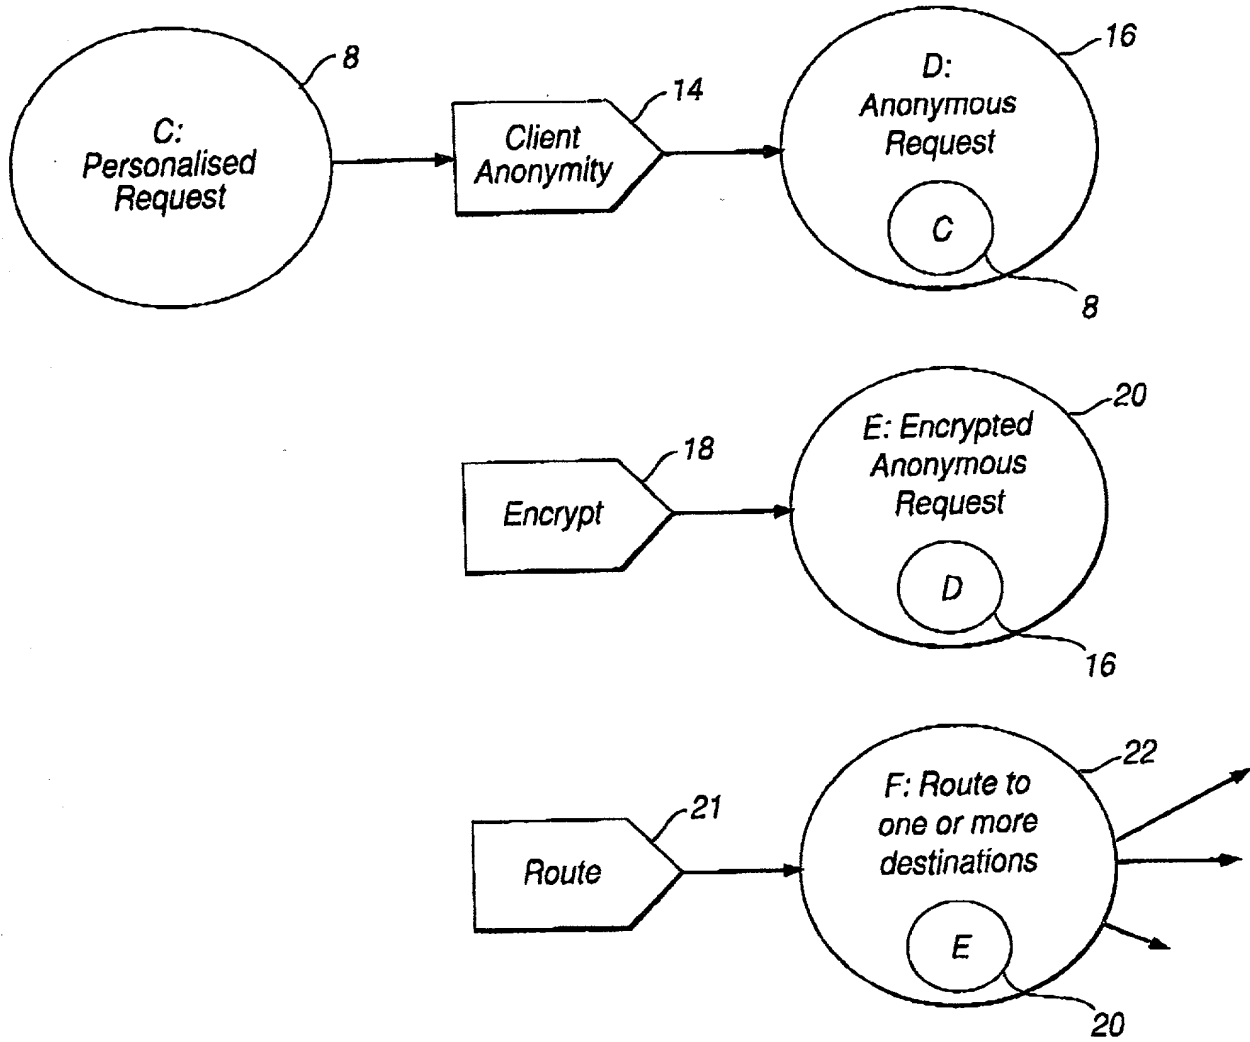 8
C:
Personalised
Request
14
Client
Anonymity
16
D:
Anonymous
Request
C
8
18
Encrypt
20
E: Encrypted
Anonymous
Request
D
16
21
Route
22
F: Route to
one or more
destinations
E
20